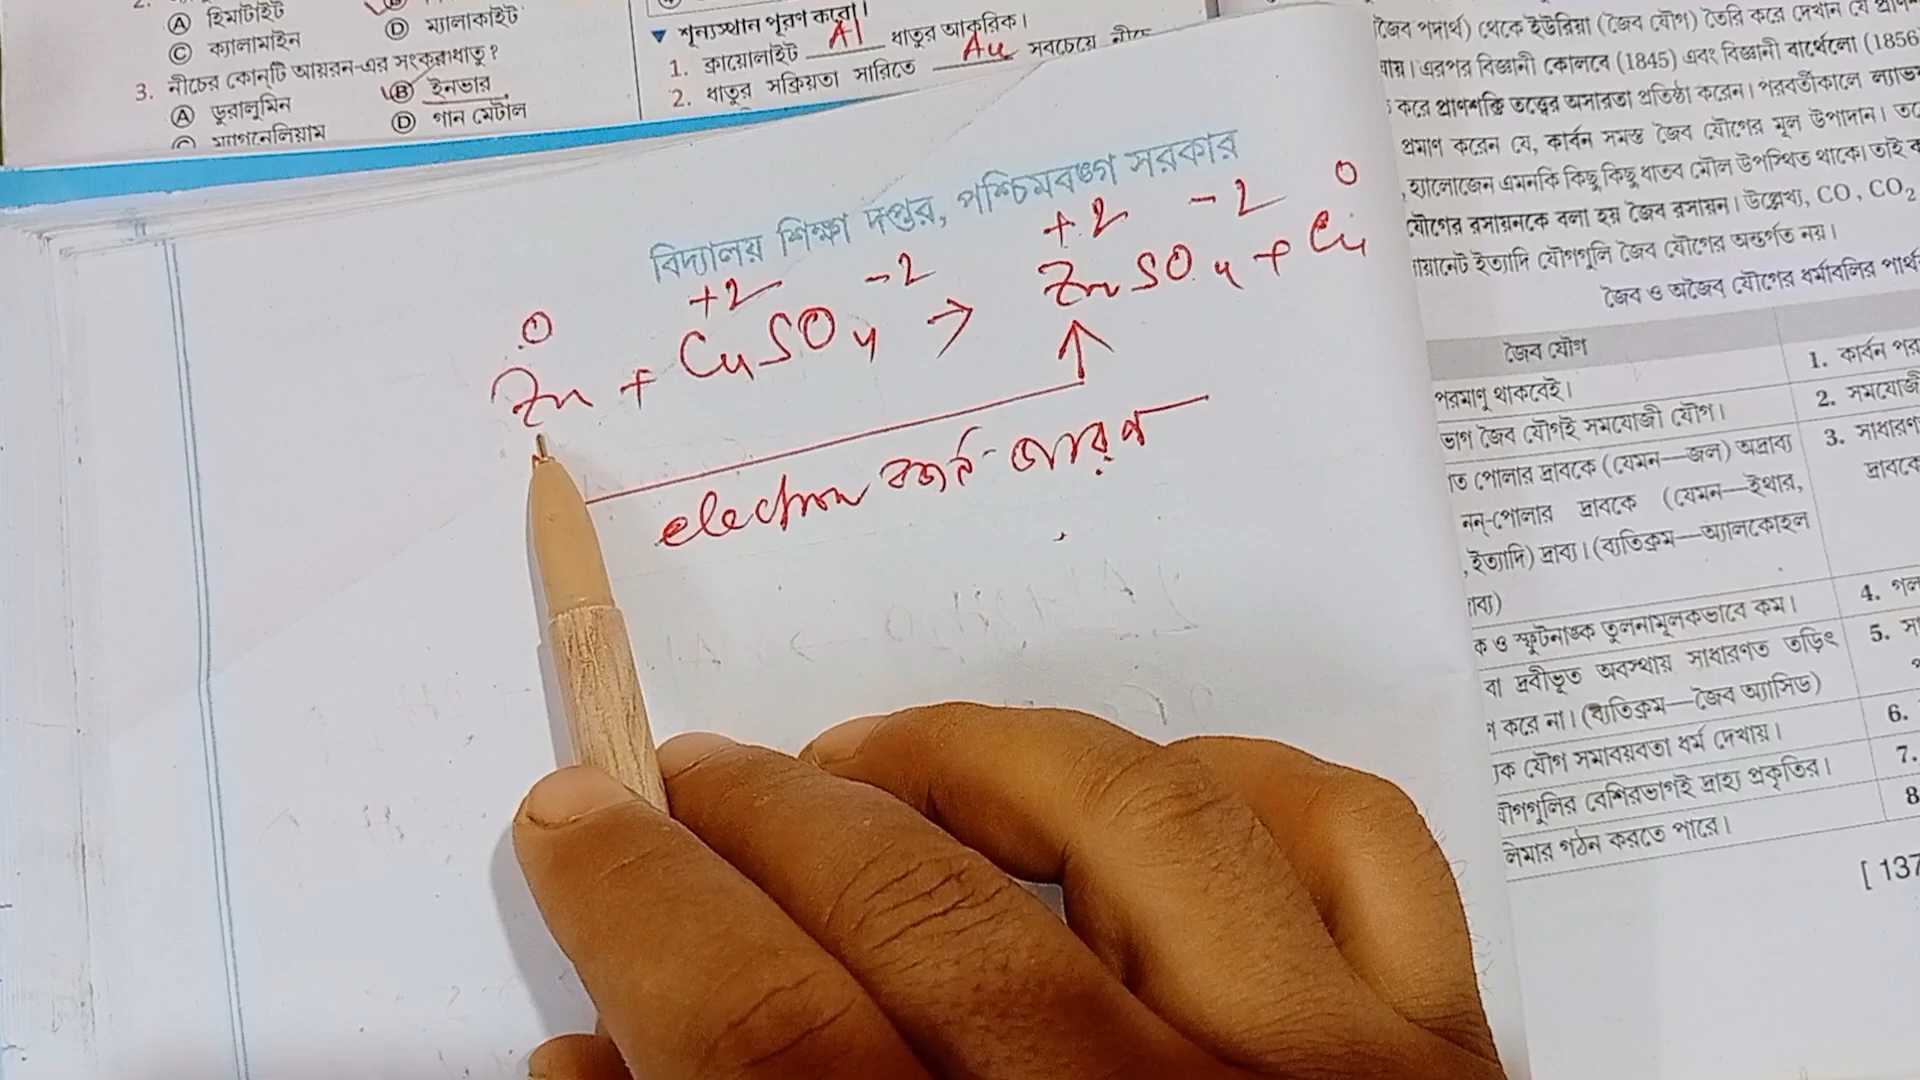 Ⓐ হিমাটাইট
Ⓓ ম্যালাকাইট
Ⓒ ক্যালামাইন
3. নীচের কোন্‌টি আয়রন-এর সংকরধাতু?
Ⓐ ডুরালুমিন
Ⓑ ইনভার
ম্যাগনেলিয়াম
Ⓓ গান মেটাল
▼ শূন্যস্থান পূরণ করো।
1. ক্রায়োলাইট Al ধাতুর আকরিক।
2. ধাতুর সক্রিয়তা সারিতে Au সবচেয়ে নীচে
বিদ্যালয় শিক্ষা দপ্তর, পশ্চিমবঙ্গ সরকার
0 +2 -2 +2 -2 0
Zn + CuSO4 → ZnSO4 + Cu
electron বর্জন-জারণ
জৈব পদার্থ) থেকে ইউরিয়া (জৈব যৌগ) তৈরি করে দেখান যে
এরপর বিজ্ঞানী কোলবে (1845) এবং বিজ্ঞানী বার্থেলো (1856
করে প্রাণশক্তি তত্ত্বের অসারতা প্রতিষ্ঠা করেন। পরবর্তীকালে
প্রমাণ করেন যে, কার্বন সমস্ত জৈব যৌগের মূল উপাদান।
হ্যালোজেন এমনকি কিছু কিছু ধাতব মৌল উপস্থিত থাকে। তাই
যৌগের রসায়নকে বলা হয় জৈব রসায়ন। উল্লেখ্য, CO, CO2
ইত্যাদি যৌগগুলি জৈব যৌগের অন্তর্গত নয়।
জৈব ও অজৈব যৌগের ধর্মাবলির
জৈব যৌগ
পরমাণু থাকবেই।
1. কার্বন
ভাগ জৈব যৌগই সমযোজী যৌগ।
2. সমযোজী
পোলার দ্রাবকে (যেমন—জল) অদ্রাব্য
3. সাধারণ
নন্-পোলার দ্রাবকে (যেমন—ইথার,
দ্রাবকে
ইত্যাদি) দ্রাব্য। (ব্যতিক্রম—অ্যালকোহল
ও স্ফুটনাঙ্ক তুলনামূলকভাবে কম।
4.
বা দ্রবীভূত অবস্থায় সাধারণত তড়িৎ
5.
করে না। (ব্যতিক্রম—জৈব অ্যাসিড)
যৌগ সমাবয়বতা ধর্ম দেখায়।
6.
যৌগগুলির বেশিরভাগই দাহ্য প্রকৃতির।
7.
গঠন করতে পারে।
8
[ 137